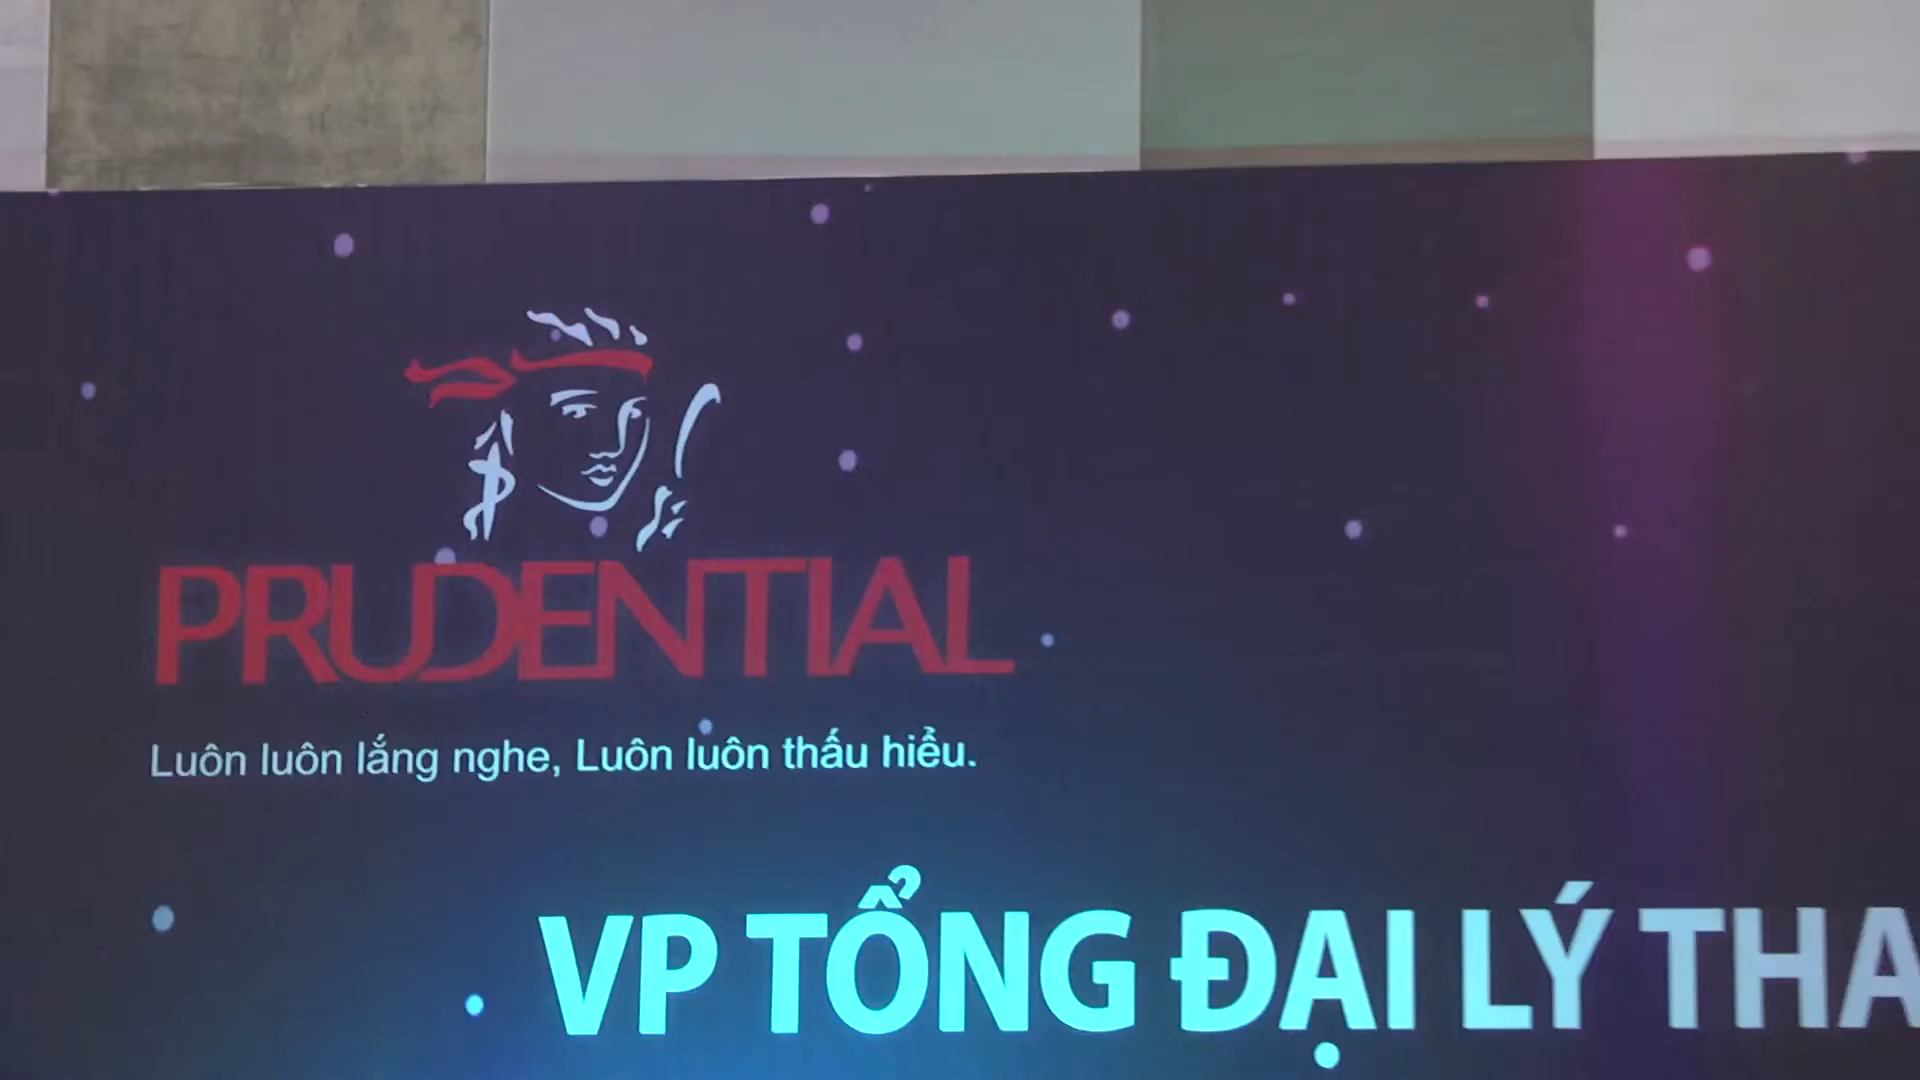 PRUDENTIAL
Luôn luôn lắng nghe, Luôn luôn thấu hiểu.
VP TỔNG ĐẠI LÝ THA